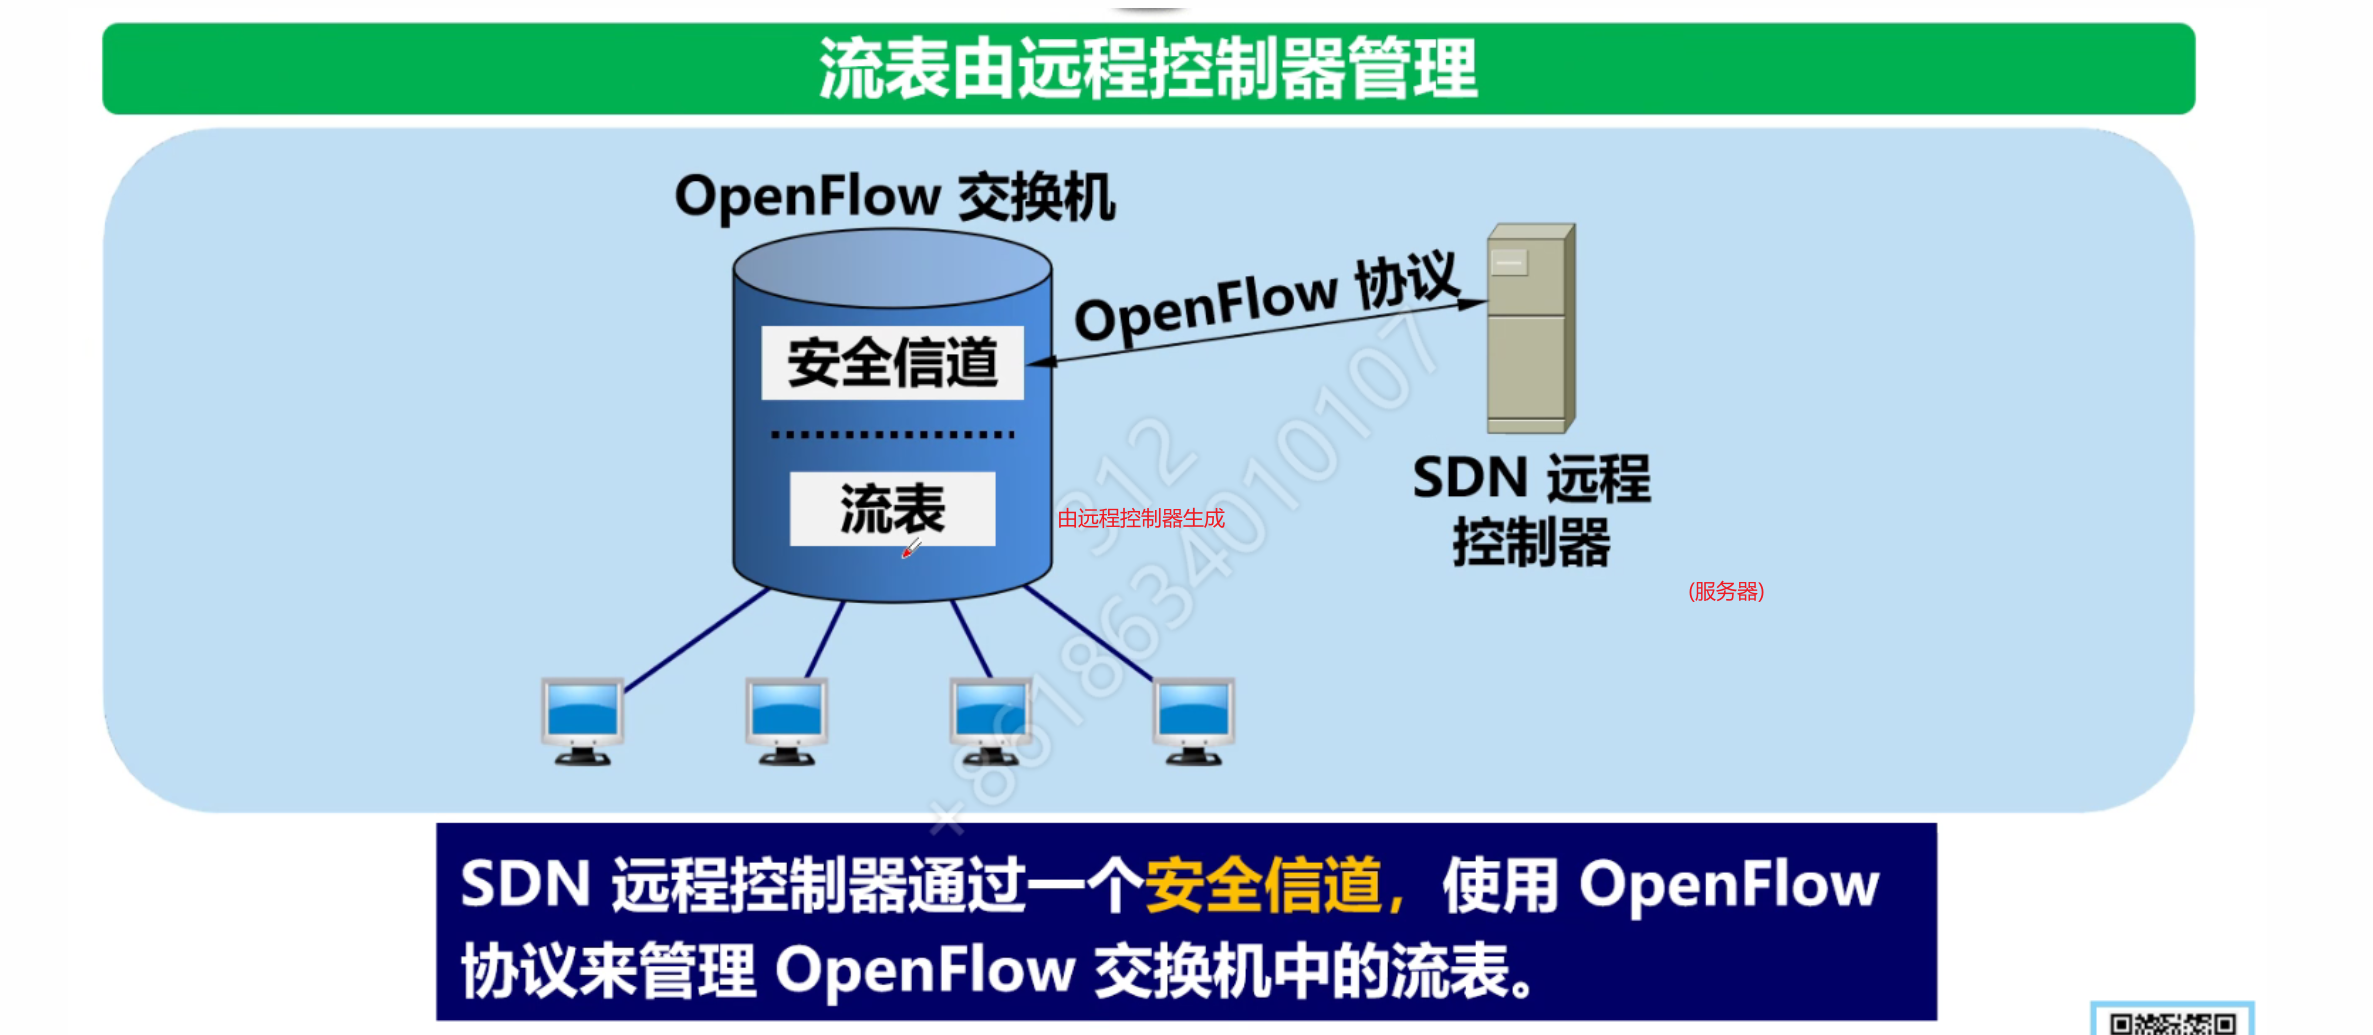 流表由远程控制器管理
OpenFlow 交换机
OpenFlow 协议
安全信道
流表
由远程控制器生成
SDN 远程
控制器
(服务器)
312
+8618634010107
SDN 远程控制器通过一个安全信道，使用 OpenFlow
协议来管理 OpenFlow 交换机中的流表。